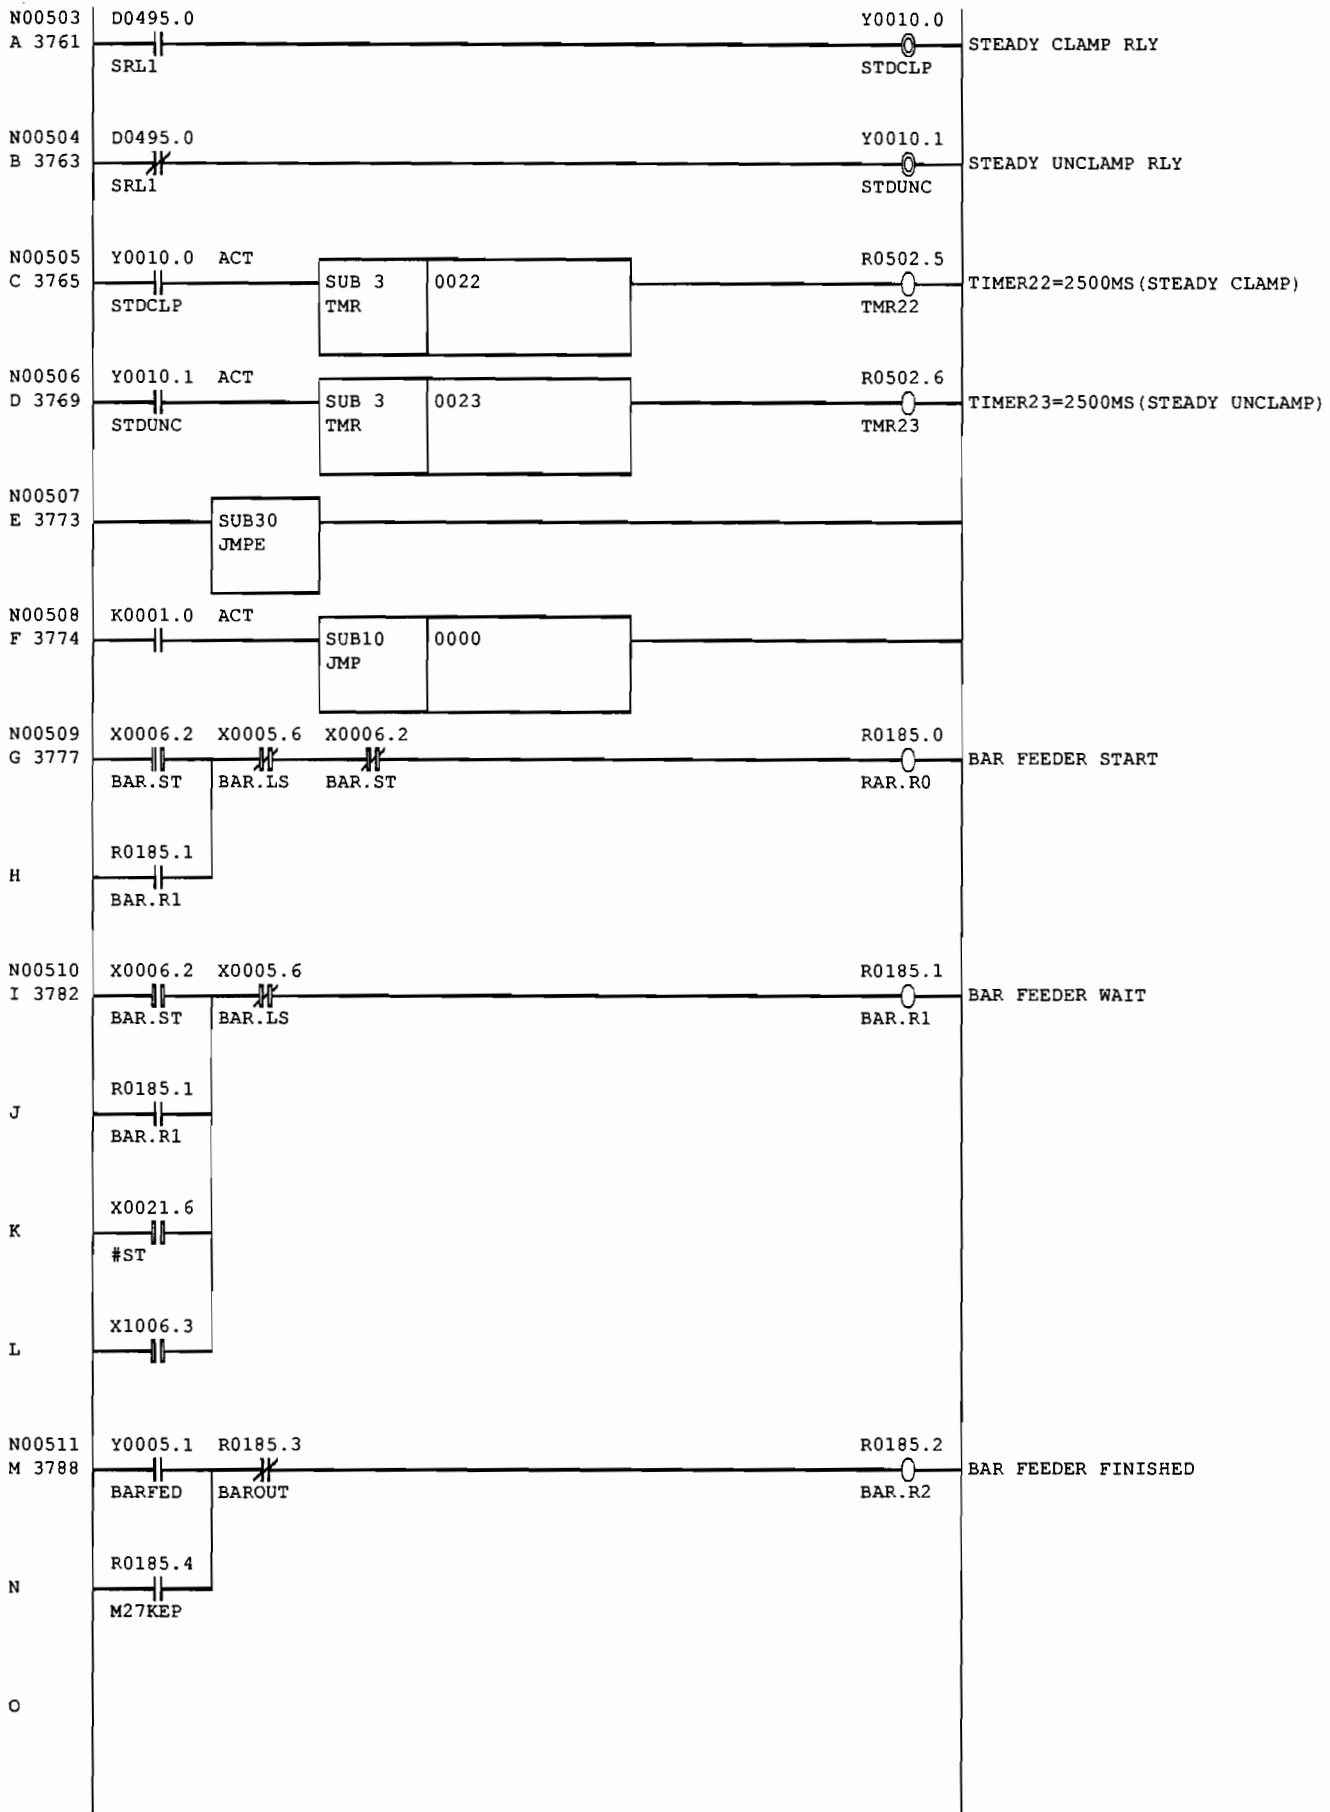 N00503 D0495.0 Y0010.0
A 3761 STEADY CLAMP RLY
SRL1 STDCLP
N00504 D0495.0 Y0010.1
B 3763 STEADY UNCLAMP RLY
SRL1 STDUNC
N00505 Y0010.0 ACT R0502.5
C 3765 SUB 3 0022 TIMER22=2500MS(STEADY CLAMP)
STDCLP TMR TMR22
N00506 Y0010.1 ACT R0502.6
D 3769 SUB 3 0023 TIMER23=2500MS(STEADY UNCLAMP)
STDUNC TMR TMR23
N00507
E 3773 SUB30
JMPE
N00508 K0001.0 ACT
F 3774 SUB10 0000
JMP
N00509 X0006.2 X0005.6 X0006.2 R0185.0
G 3777 BAR FEEDER START
BAR.ST BAR.LS BAR.ST RAR.R0
R0185.1
H
BAR.R1
N00510 X0006.2 X0005.6 R0185.1
I 3782 BAR FEEDER WAIT
BAR.ST BAR.LS BAR.R1
R0185.1
J
BAR.R1
X0021.6
K
#ST
X1006.3
L
N00511 Y0005.1 R0185.3 R0185.2
M 3788 BAR FEEDER FINISHED
BARFED BAROUT BAR.R2
R0185.4
N
M27KEP
O